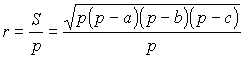 r = S/p = √(p(p−a)(p−b)(p−c))/p